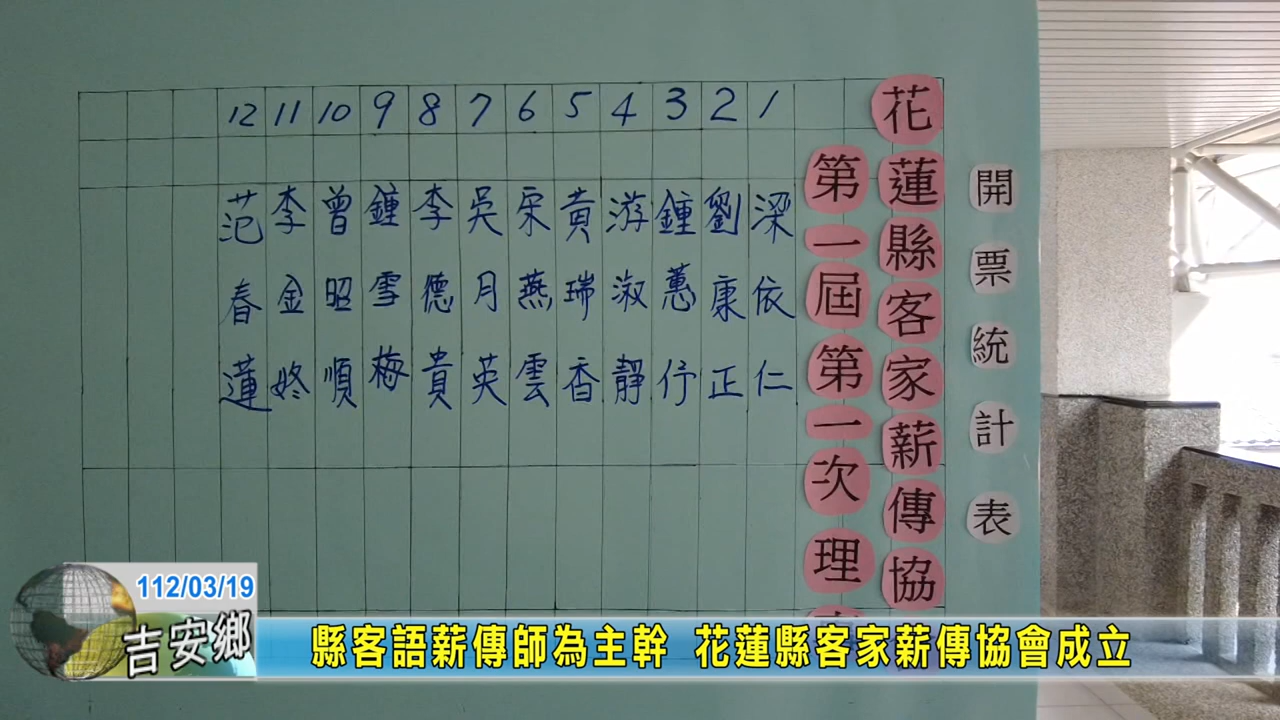 開票統計表
花蓮縣客家薪傳協
第一屆第一次理
1 梁依仁
2 劉康正
3 鍾蕙伃
4 游淑靜
5 黃瑞香
6 宋燕雲
7 吳月英
8 李德貴
9 鍾雪梅
10 曾昭順
11 李金姝
12 范春蓮
112/03/19
吉安鄉
縣客語薪傳師為主幹 花蓮縣客家薪傳協會成立